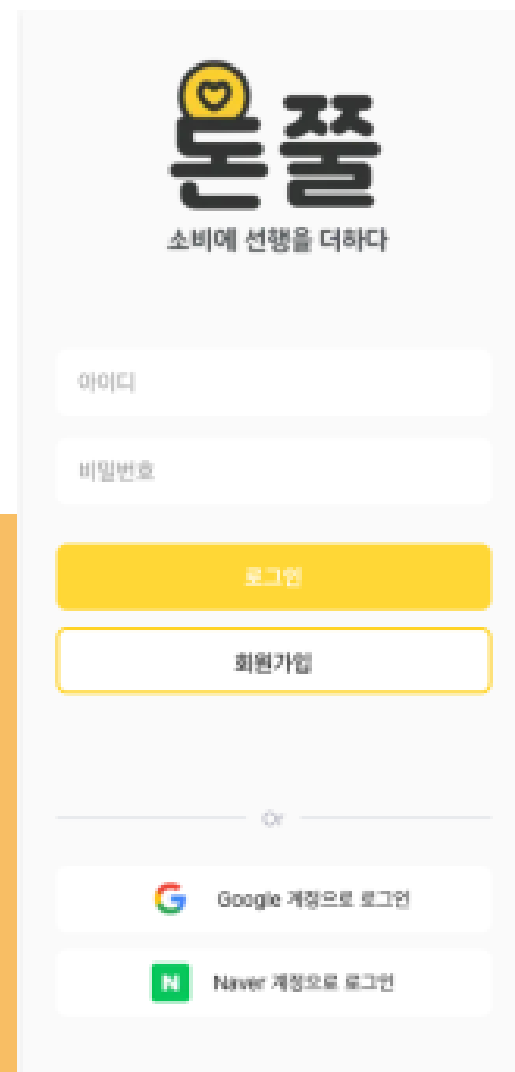 돈쭐
소비에 선행을 더하다
아이디
비밀번호
로그인
회원가입
Or
Google 계정으로 로그인
N
Naver 계정으로 로그인